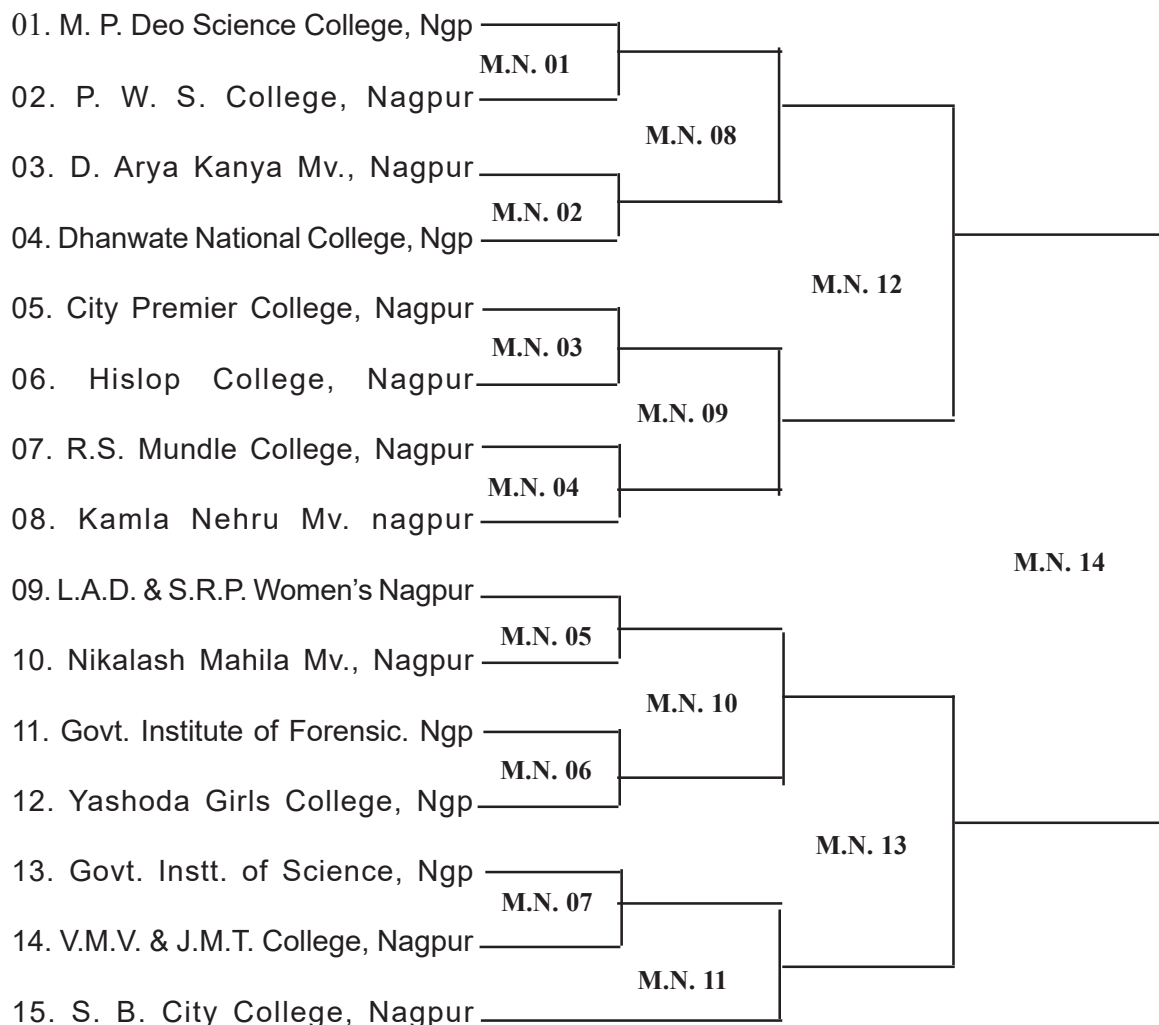 01. M. P. Deo Science College, Ngp
M.N. 01
02. P. W. S. College, Nagpur
M.N. 08
03. D. Arya Kanya Mv., Nagpur
M.N. 02
04. Dhanwate National College, Ngp
M.N. 12
05. City Premier College, Nagpur
M.N. 03
06. Hislop College, Nagpur
M.N. 09
07. R.S. Mundle College, Nagpur
M.N. 04
08. Kamla Nehru Mv. nagpur
M.N. 14
09. L.A.D. & S.R.P. Women’s Nagpur
M.N. 05
10. Nikalash Mahila Mv., Nagpur
M.N. 10
11. Govt. Institute of Forensic. Ngp
M.N. 06
12. Yashoda Girls College, Ngp
M.N. 13
13. Govt. Instt. of Science, Ngp
M.N. 07
14. V.M.V. & J.M.T. College, Nagpur
M.N. 11
15. S. B. City College, Nagpur